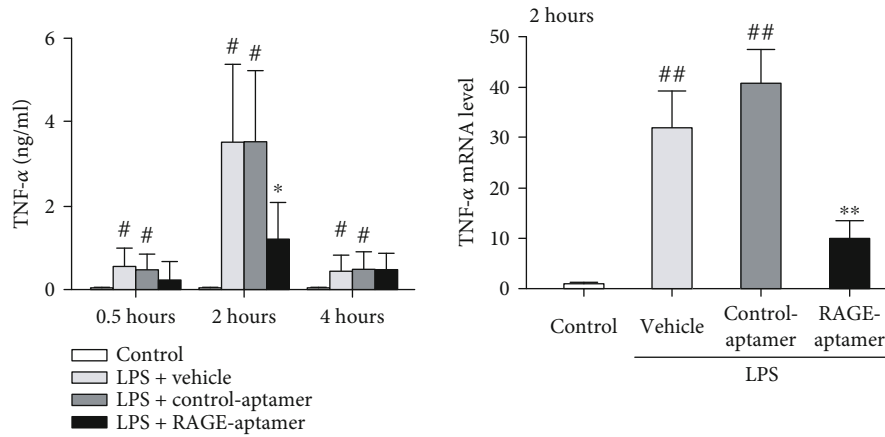 TNF-α (ng/ml)
6
4
2
0
# #
# #
*
# #
0.5 hours 2 hours 4 hours
Control
LPS + vehicle
LPS + control-aptamer
LPS + RAGE-aptamer
2 hours
TNF-α mRNA level
50
40
30
20
10
0
##
##
**
Control Vehicle Control-aptamer RAGE-aptamer
LPS